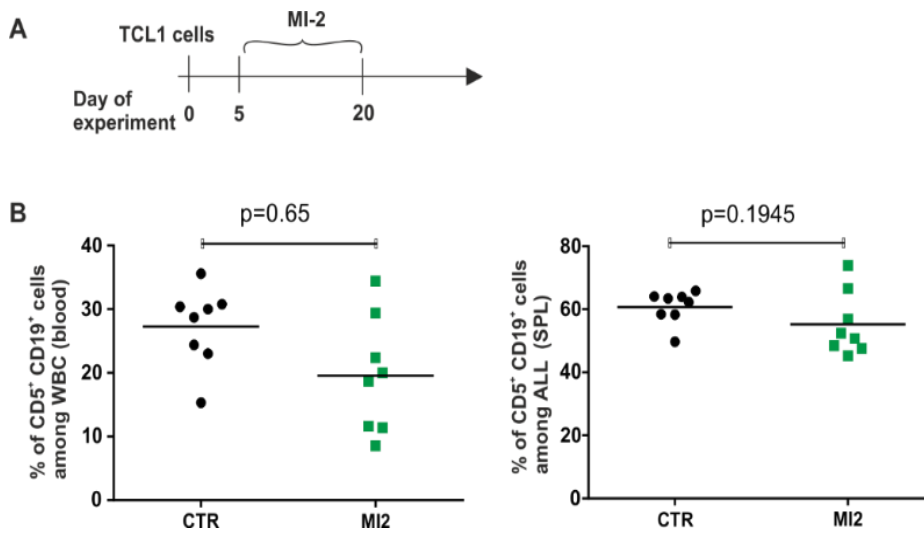 A
MI-2
TCL1 cells
Day of
experiment
0
5
20
B
p=0.65
% of CD5⁺ CD19⁺ cells
among WBC (blood)
40
30
20
10
0
CTR
MI2
p=0.1945
% of CD5⁺ CD19⁺ cells
among ALL (SPL)
80
60
40
20
0
CTR
MI2